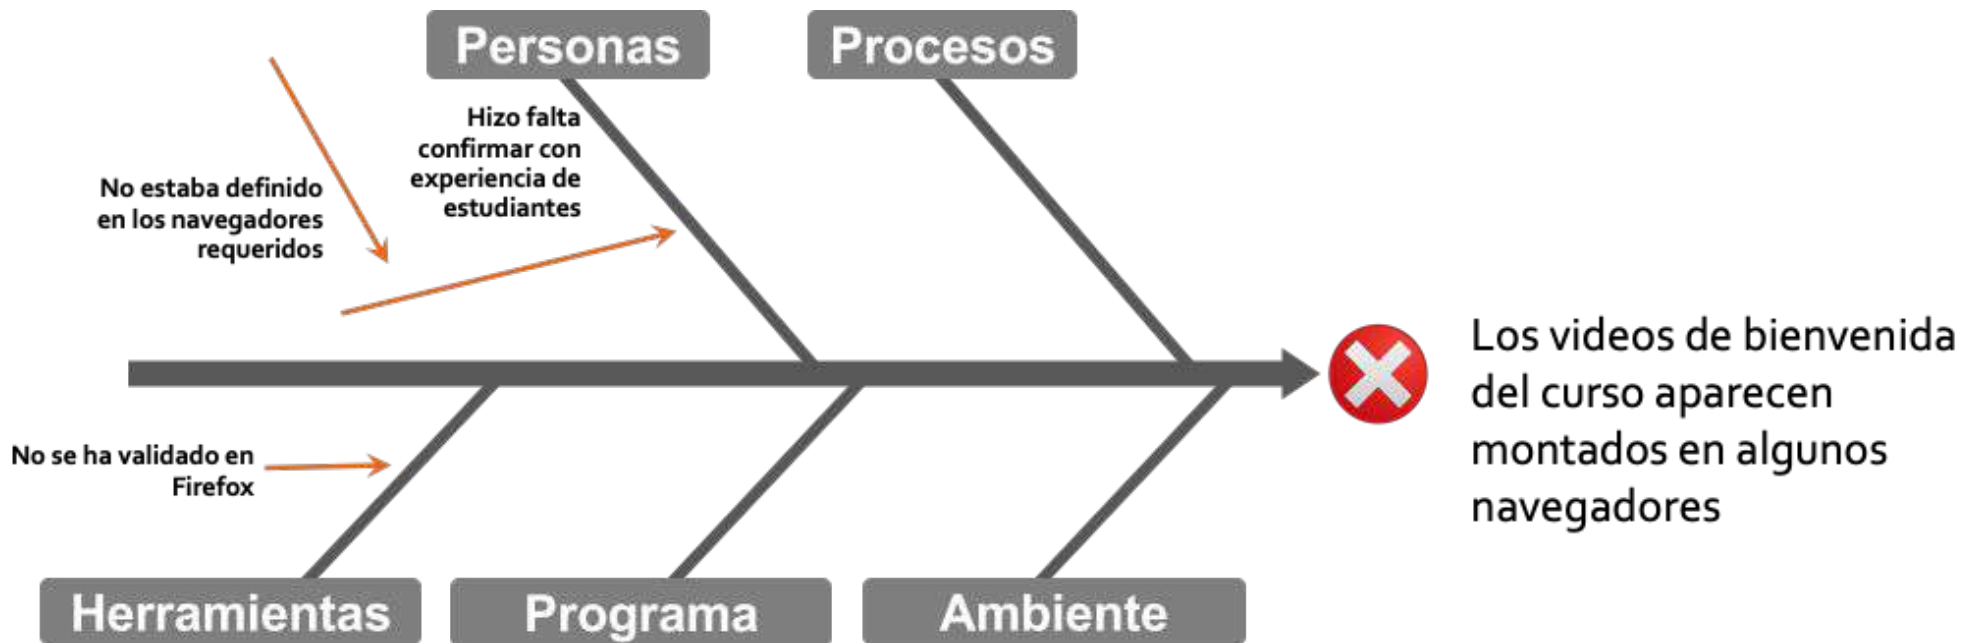 Personas
Procesos
Hizo falta
confirmar con
experiencia de
estudiantes
No estaba definido
en los navegadores
requeridos
Los videos de bienvenida
del curso aparecen
montados en algunos
navegadores
No se ha validado en
Firefox
Herramientas
Programa
Ambiente